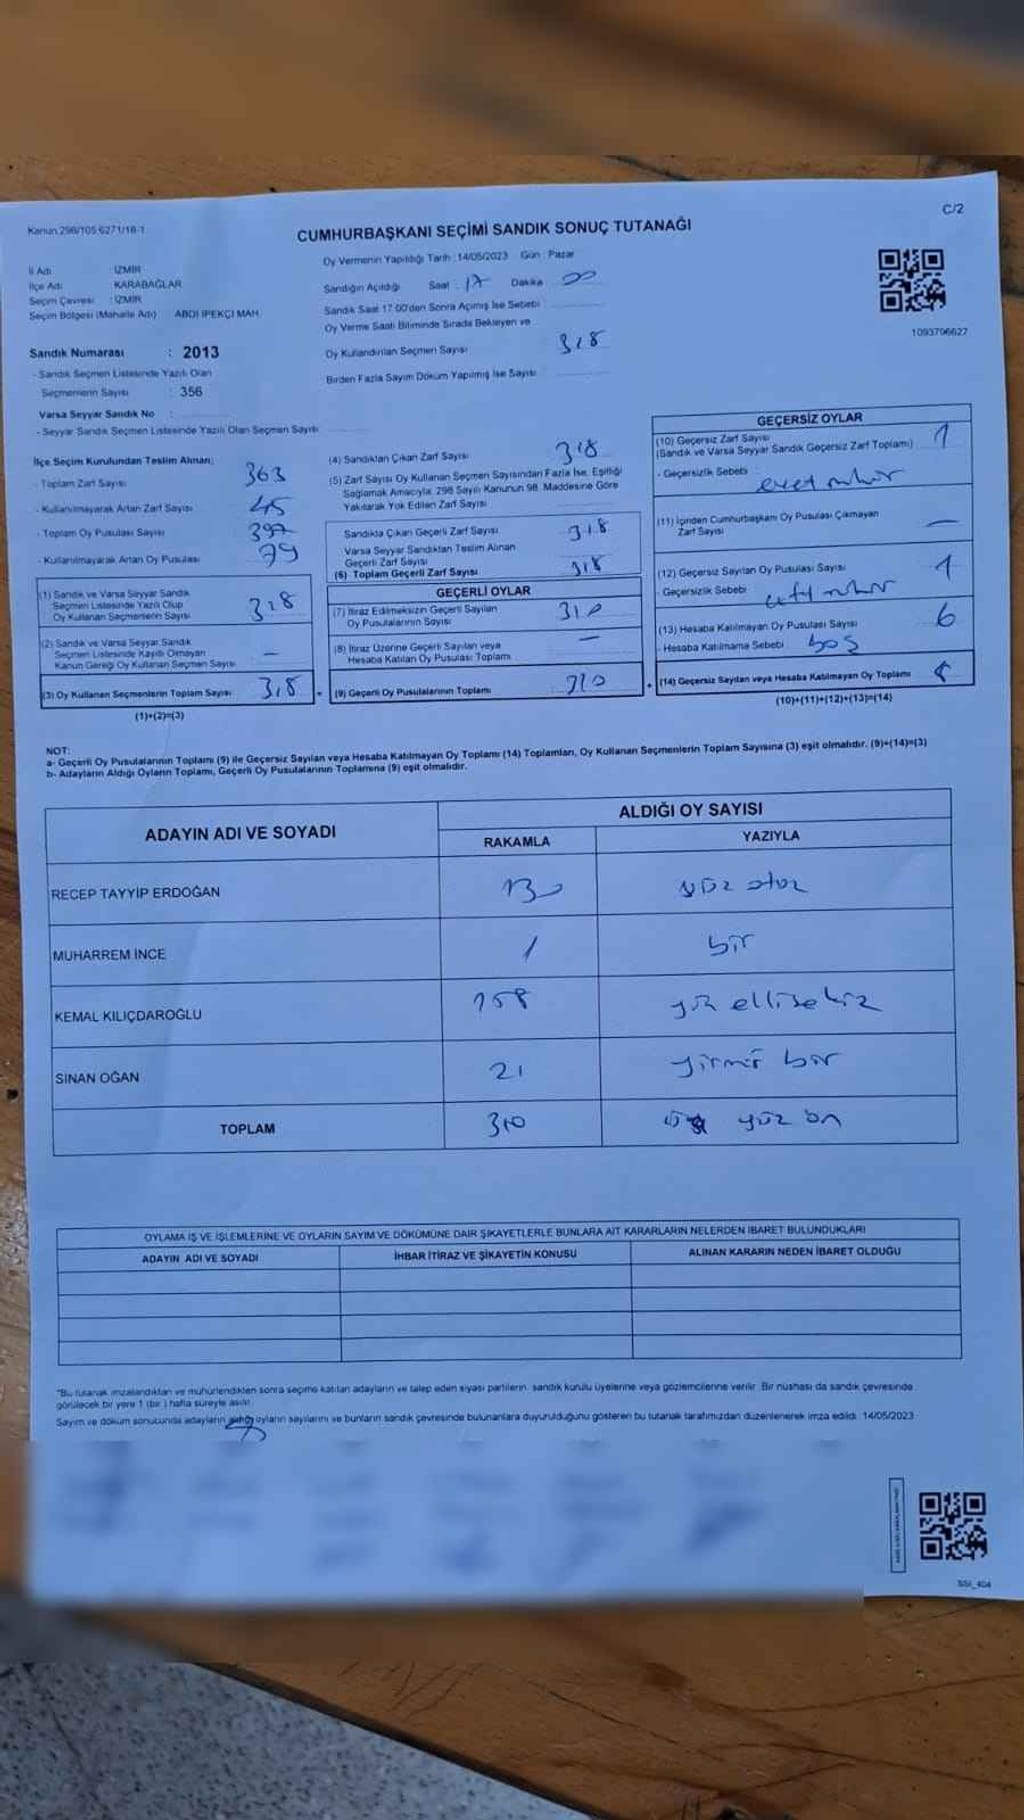 C/2
Kanun 298/105 6271/18-1
CUMHURBAŞKANI SEÇİMİ SANDIK SONUÇ TUTANAĞI
İl Adı : İZMİR
İlçe Adı : KARABAĞLAR
Seçim Çevresi : İZMİR
Seçim Bölgesi (Mahalle Adı) ABDİ İPEKÇİ MAH.
Oy Vermenin Yapıldığı Tarih : 14/05/2023 Gün : Pazar
Sandığın Açıldığı Saat : 17 Dakika : 00
Sandık Saat 17.00'den Sonra Açımış İse Sebebi
Oy Verme Saati Bitiminde Sırada Bekleyen ve
Oy Kullandırılan Seçmen Sayısı 318
Birden Fazla Sayım Döküm Yapılmış İse Sayısı
1093796627
Sandık Numarası : 2013
- Sandık Seçmen Listesinde Yazılı Olan
Seçmenlerin Sayısı : 356
Varsa Seyyar Sandık No :
- Seyyar Sandık Seçmen Listesinde Yazılı Olan Seçmen Sayısı
İlçe Seçim Kurulundan Teslim Alınan;
- Toplam Zarf Sayısı 363
- Kullanılmayarak Artan Zarf Sayısı 45
- Toplam Oy Pusulası Sayısı 397
- Kullanılmayarak Artan Oy Pusulası 79
(1) Sandık ve Varsa Seyyar Sandık
Seçmen Listesinde Yazılı Olup
Oy Kullanan Seçmenlerin Sayısı 318
(2) Sandık ve Varsa Seyyar Sandık
Seçmen Listesinde Kayıtlı Olmayan
Kanun Gereği Oy Kullanan Seçmen Sayısı —
(3) Oy Kullanan Seçmenlerin Toplam Sayısı 318
(1)+(2)=(3)
(4) Sandıktan Çıkan Zarf Sayısı 318
(5) Zarf Sayısı Oy Kullanan Seçmen Sayısından Fazla İse, Eşitliği
Sağlamak Amacıyla, 298 Sayılı Kanunun 98. Maddesine Göre
Yakılarak Yok Edilen Zarf Sayısı
Sandıkta Çıkan Geçerli Zarf Sayısı 318
Varsa Seyyar Sandıktan Teslim Alınan
Geçerli Zarf Sayısı
(6) Toplam Geçerli Zarf Sayısı 318
GEÇERLİ OYLAR
(7) İtiraz Edilmeksizin Geçerli Sayılan
Oy Pusulalarının Sayısı 310
(8) İtiraz Üzerine Geçerli Sayılan veya
Hesaba Katılan Oy Pusulası Toplamı —
(9) Geçerli Oy Pusulalarının Toplamı 310
GEÇERSİZ OYLAR
(10) Geçersiz Zarf Sayısı
(Sandık ve Varsa Seyyar Sandık Geçersiz Zarf Toplamı) 1
- Geçersizlik Sebebi : evet mühür
(11) İçinden Cumhurbaşkanı Oy Pusulası Çıkmayan
Zarf Sayısı —
(12) Geçersiz Sayılan Oy Pusulası Sayısı 1
- Geçersizlik Sebebi mühür
(13) Hesaba Katılmayan Oy Pusulası Sayısı 6
- Hesaba Katılmama Sebebi boş
(14) Geçersiz Sayılan veya Hesaba Katılmayan Oy Toplamı 8
(10)+(11)+(12)+(13)=(14)
NOT:
a- Geçerli Oy Pusulalarının Toplamı (9) ile Geçersiz Sayılan veya Hesaba Katılmayan Oy Toplamı (14) Toplamları, Oy Kullanan Seçmenlerin Toplam Sayısına (3) eşit olmalıdır. (9)+(14)=(3)
b- Adayların Aldığı Oyların Toplamı, Geçerli Oy Pusulalarının Toplamına (9) eşit olmalıdır.
ADAYIN ADI VE SOYADI ALDIĞI OY SAYISI
RAKAMLA YAZIYLA
RECEP TAYYİP ERDOĞAN 130 yüz otuz
MUHARREM İNCE 1 bir
KEMAL KILIÇDAROĞLU 158 yüz ellisekiz
SİNAN OĞAN 21 yirmi bir
TOPLAM 310 yüz on
OYLAMA İŞ VE İŞLEMLERİNE VE OYLARIN SAYIM VE DÖKÜMÜNE DAİR ŞİKAYETLERLE BUNLARA AİT KARARLARIN NELERDEN İBARET BULUNDUKLARI
ADAYIN ADI VE SOYADI İHBAR İTİRAZ VE ŞİKAYETİN KONUSU ALINAN KARARIN NEDEN İBARET OLDUĞU
"Bu tutanak imzalandıktan ve mühürlendikten sonra seçime katılan adayların ve talep eden siyasi partilerin, sandık kurulu üyelerine veya gözlemcilerine verilir. Bir nüshası da sandık çevresinde
görülecek bir yere 1 (bir ) hafta süreyle asılır.
Sayım ve döküm sonucunda adayların aldığı oyların sayılarını ve bunların sandık çevresinde bulunanlara duyurulduğunu gösteren bu tutanak tarafımızdan düzenlenerek imza edildi. 14/05/2023
SSI_404